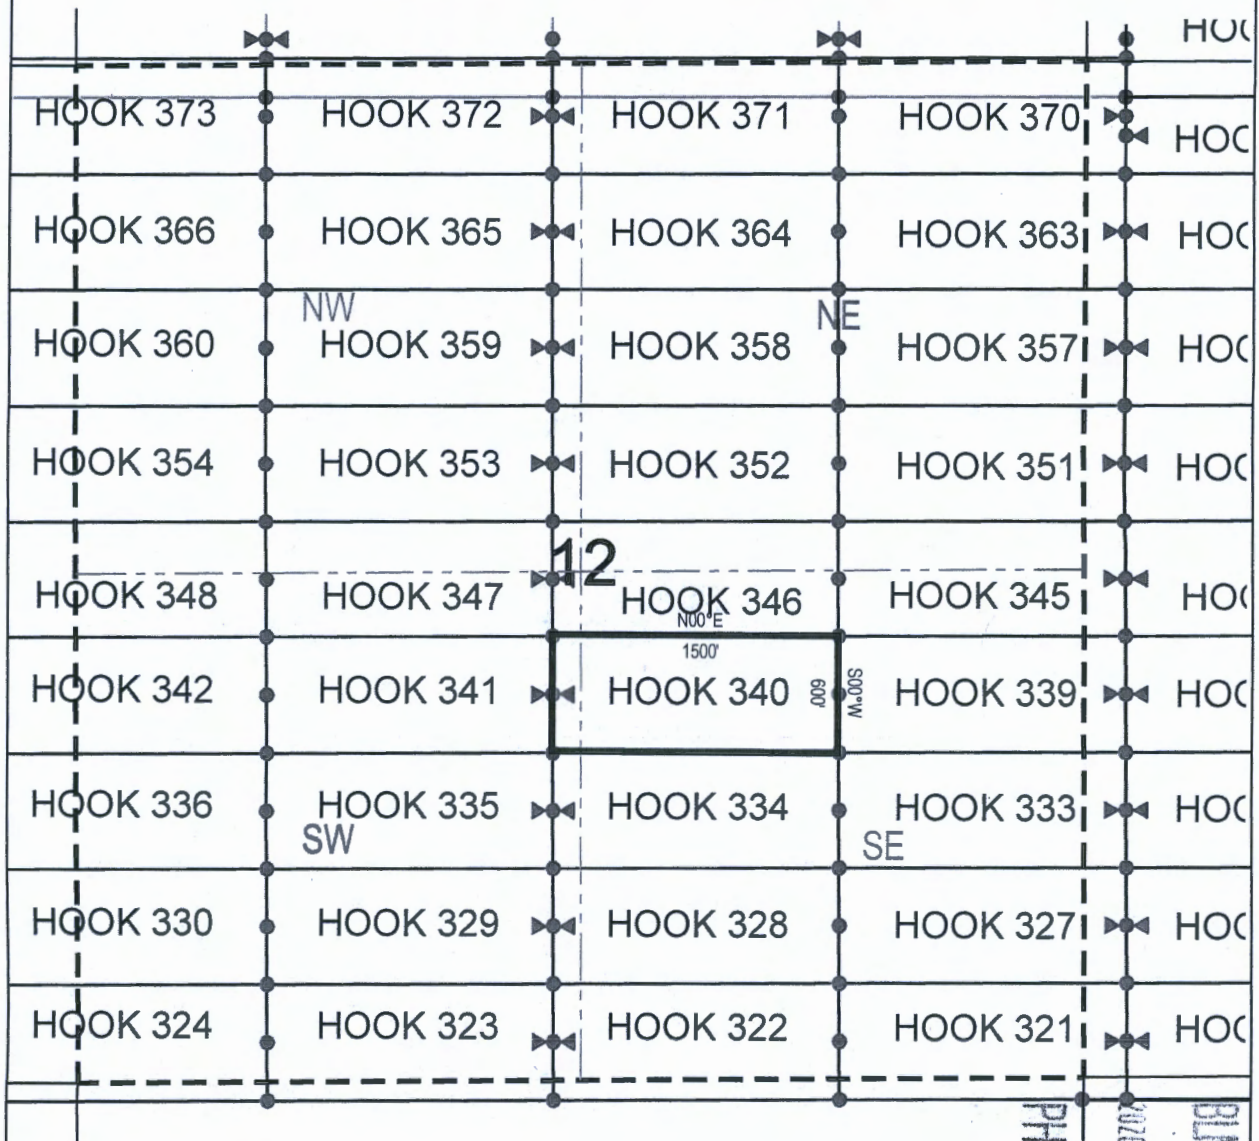 HOOK 373 HOOK 372 HOOK 371 HOOK 370
HOOK 366 HOOK 365 HOOK 364 HOOK 363
NW NE
HOOK 360 HOOK 359 HOOK 358 HOOK 357
HOOK 354 HOOK 353 HOOK 352 HOOK 351
12
HOOK 348 HOOK 347 HOOK 346 HOOK 345
N00°E
1500'
HOOK 342 HOOK 341 HOOK 340 600' S00°W HOOK 339
HOOK 336 HOOK 335 HOOK 334 HOOK 333
SW SE
HOOK 330 HOOK 329 HOOK 328 HOOK 327
HOOK 324 HOOK 323 HOOK 322 HOOK 321